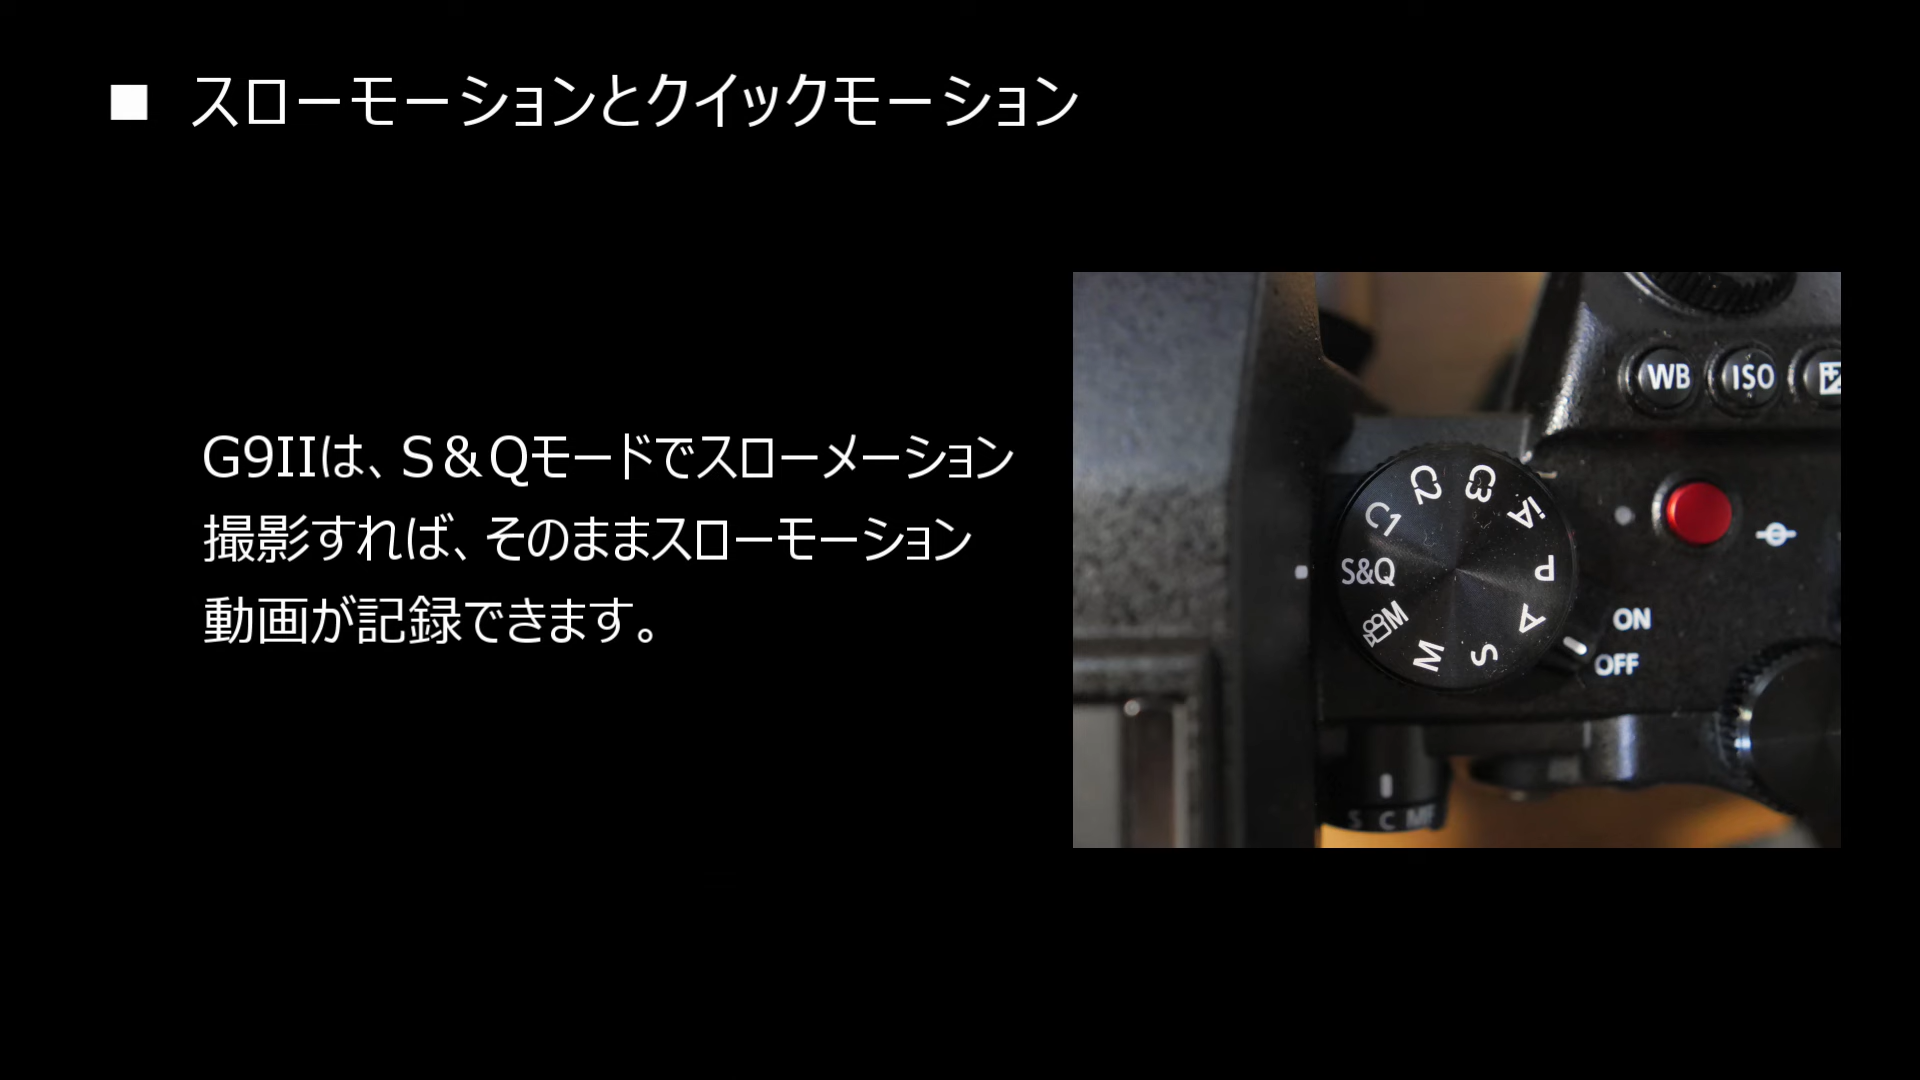 ■ スローモーションとクイックモーション
G9IIは、S＆Qモードでスローメーション
撮影すれば、そのままスローモーション
動画が記録できます。
WB ISO
C1 C2 C3 iA P A S M M S&Q
ON
OFF
S C MF